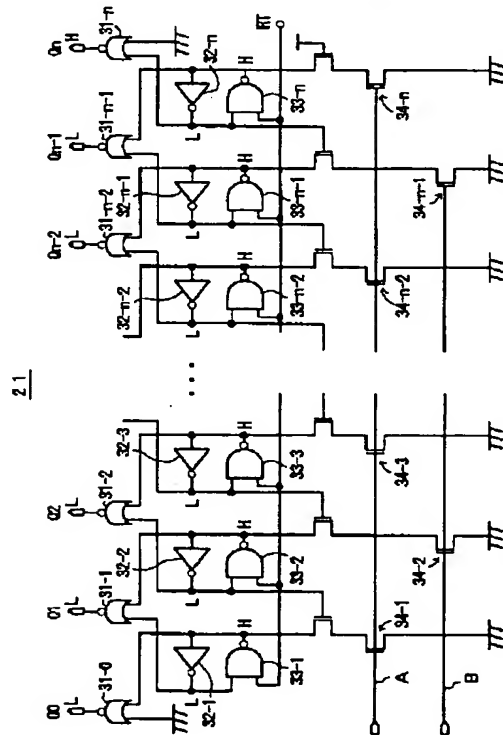 21
Q0 Q1 Q2 Qn-2 Qn-1 Qn
L L L L L H
31-0 31-1 31-2 31-n-2 31-n-1 31-n
32-1 32-2 32-3 32-n-2 32-n-1 32-n
L L L L L L
H H H H H H
33-1 33-2 33-3 33-n-2 33-n-1 33-n
R̅T̅
...
34-1 34-3 34-n-2 34-n
A
34-2 34-n-1
B